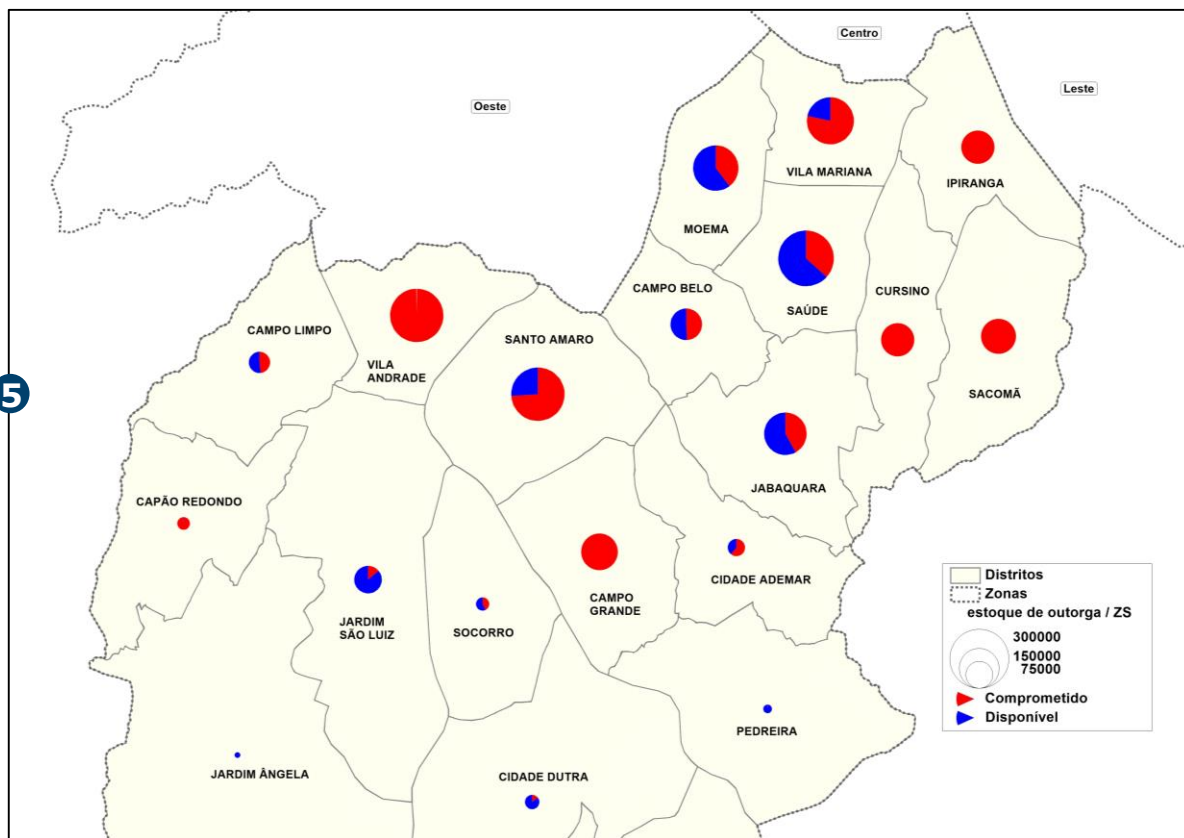 Centro
Oeste
Leste
VILA MARIANA
IPIRANGA
MOEMA
CAMPO BELO
SAÚDE
CURSINO
CAMPO LIMPO
VILA
ANDRADE
SANTO AMARO
SACOMÃ
5
JABAQUARA
CAPÃO REDONDO
CIDADE ADEMAR
CAMPO
GRANDE
JARDIM
SÃO LUIZ
SOCORRO
PEDREIRA
JARDIM ÂNGELA
CIDADE DUTRA
Distritos
Zonas
estoque de outorga / ZS
300000
150000
75000
Comprometido
Disponível